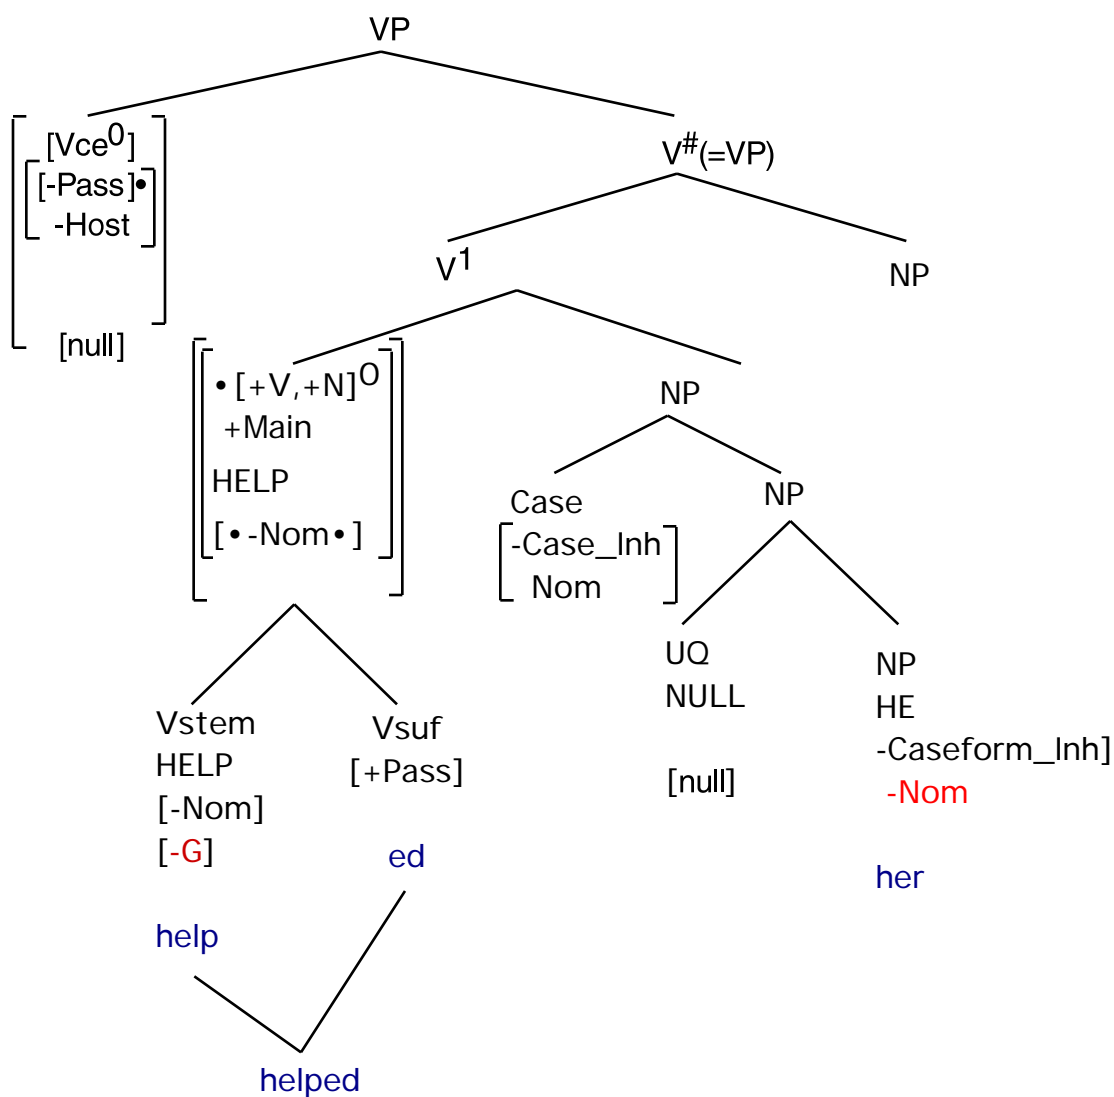 VP
[Vce⁰]
V#(=VP)
[-Pass]•
-Host
V¹
NP
[null]
• [+V,+N]⁰
+Main
HELP
[• -Nom •]
NP
Case
-Case_Inh
Nom
NP
UQ
NULL
[null]
NP
HE
-Caseform_Inh]
-Nom
her
Vstem
HELP
[-Nom]
[-G]
help
Vsuf
[+Pass]
ed
helped